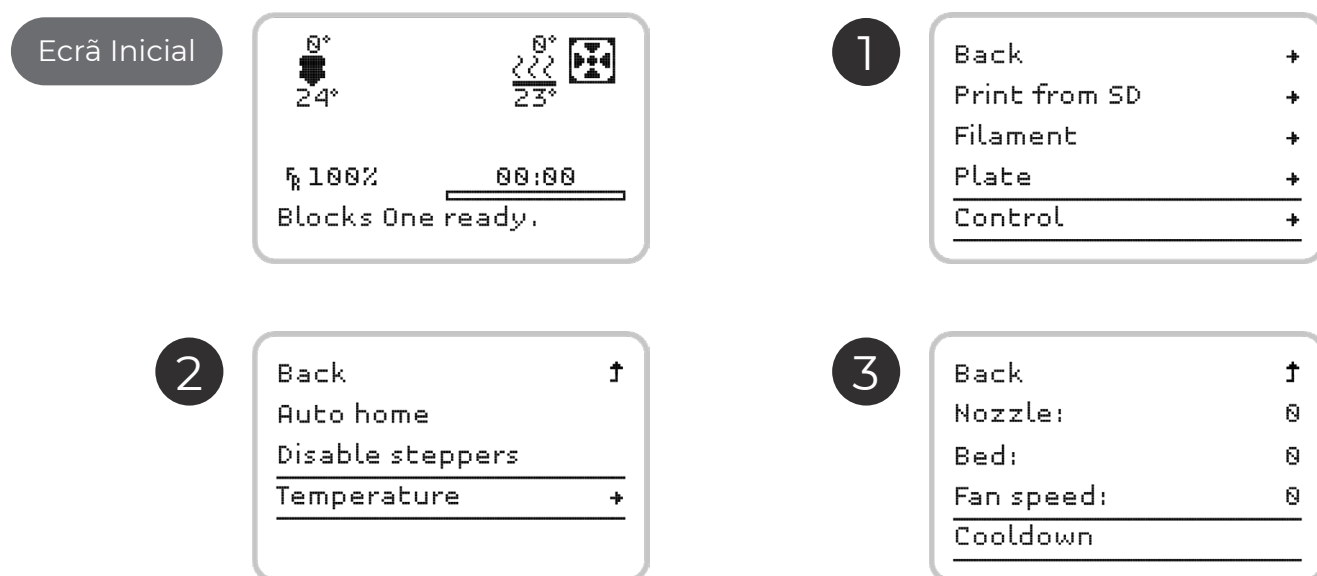 Ecrã Inicial
0° 0°
24° 23°
FR 100% 00:00
Blocks One ready.
1
Back
Print from SD
Filament
Plate
Control
2
Back
Auto home
Disable steppers
Temperature
3
Back
Nozzle: 0
Bed: 0
Fan speed: 0
Cooldown